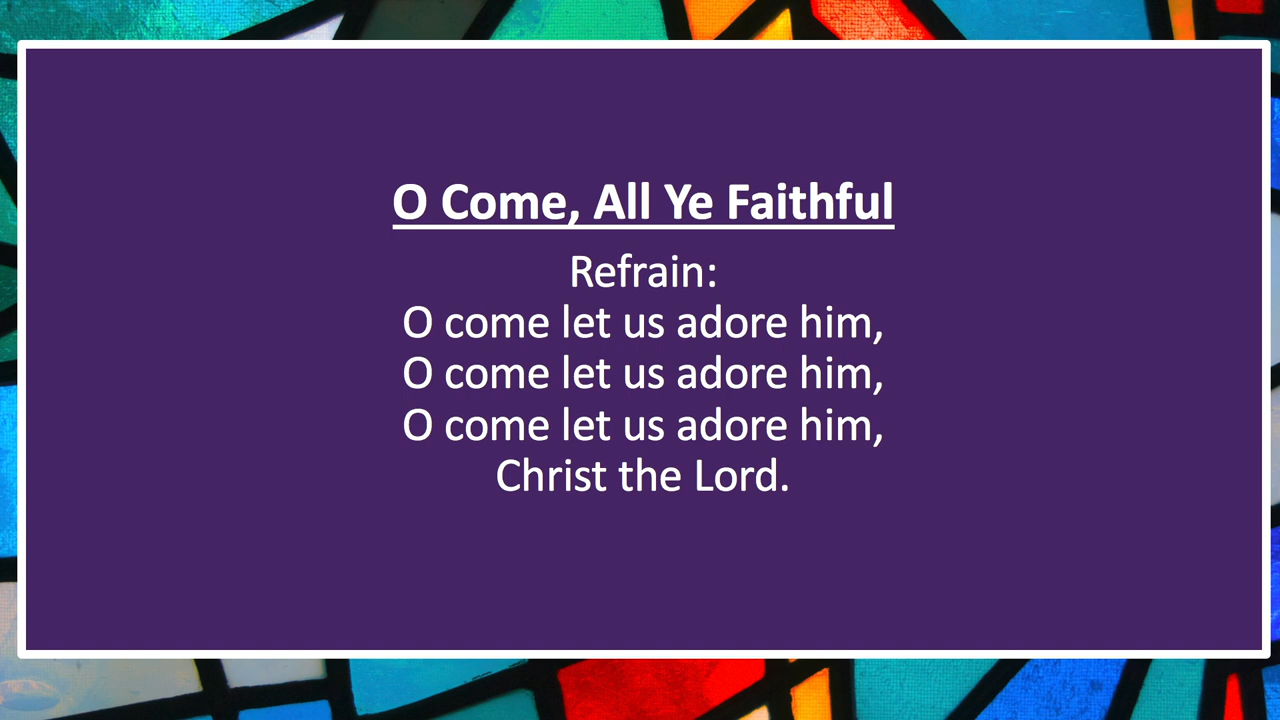 O Come, All Ye Faithful
Refrain:
O come let us adore him,
O come let us adore him,
O come let us adore him,
Christ the Lord.